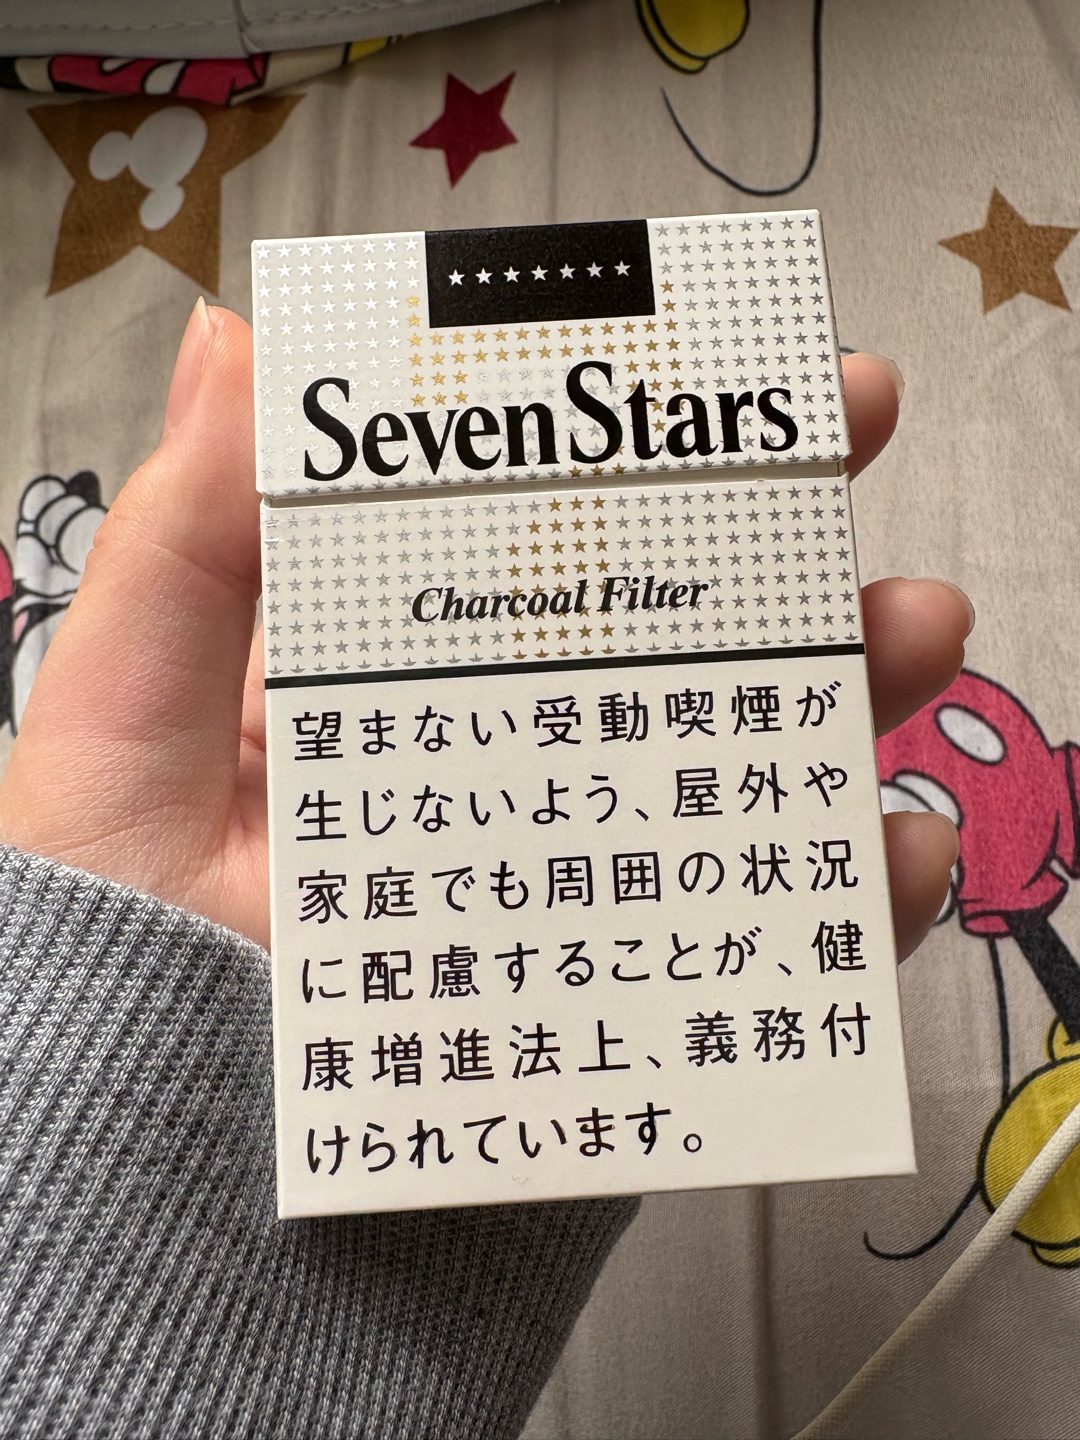 Seven Stars
Charcoal Filter
望まない受動喫煙が
生じないよう、屋外や
家庭でも周囲の状況
に配慮することが、健
康増進法上、義務付
けられています。